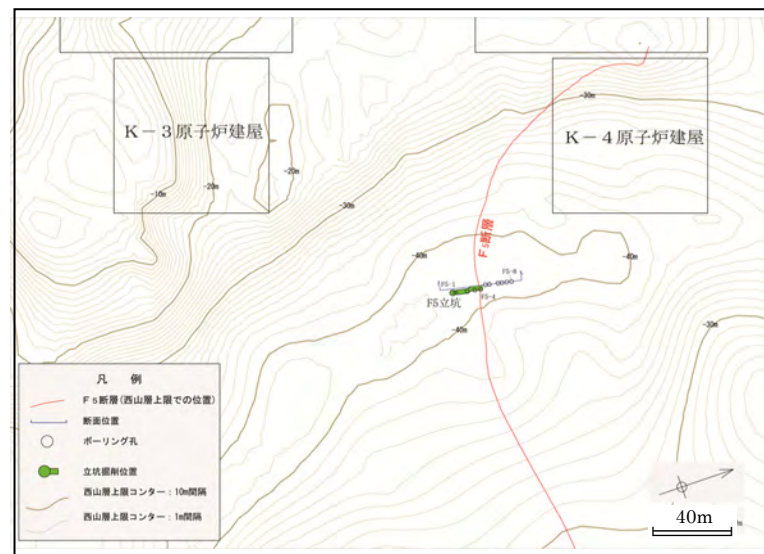 K－3原子炉建屋
K－4原子炉建屋
-30m
-10m
-20m
-20m
-30m
F₅断層
-40m
-40m
F5-1
F5-8
F5-4
F5立坑
-40m
-30m
凡 例
F₅断層(西山層上限での位置)
断面位置
ボーリング孔
立坑掘削位置
西山層上限コンター：10m間隔
西山層上限コンター：1m間隔
40m